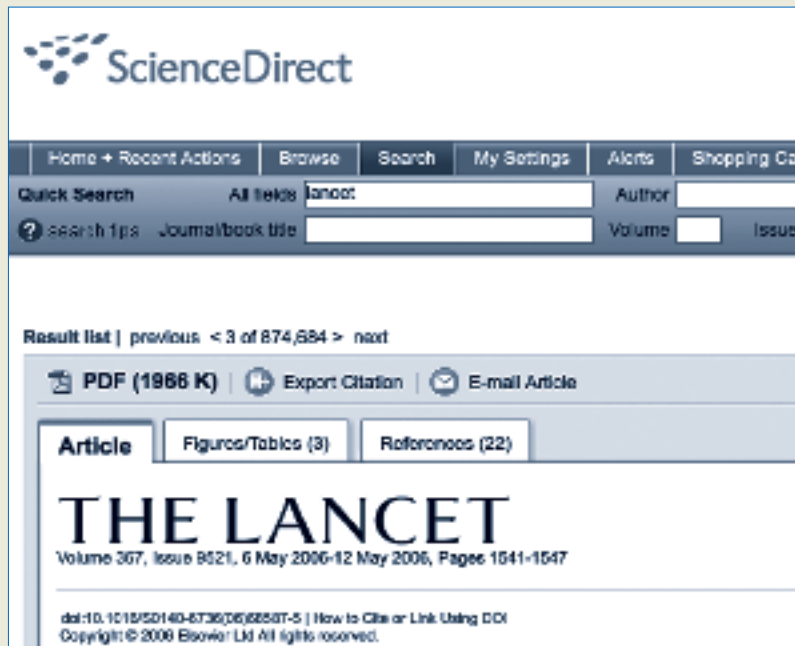 ScienceDirect
Home + Recent Actions Browse Search My Settings Alerts Shopping Ca
Quick Search All fields lancet Author
? search tips Journal/book title Volume Issue
Result list | previous < 3 of 874,684 > next
PDF (1966 K) | Export Citation | E-mail Article
Article Figures/Tables (3) References (22)
THE LANCET
Volume 367, Issue 9521, 6 May 2006-12 May 2006, Pages 1541-1547
| How to Cite or Link Using DOI
Copyright © 2006 Elsevier Ltd All rights reserved.